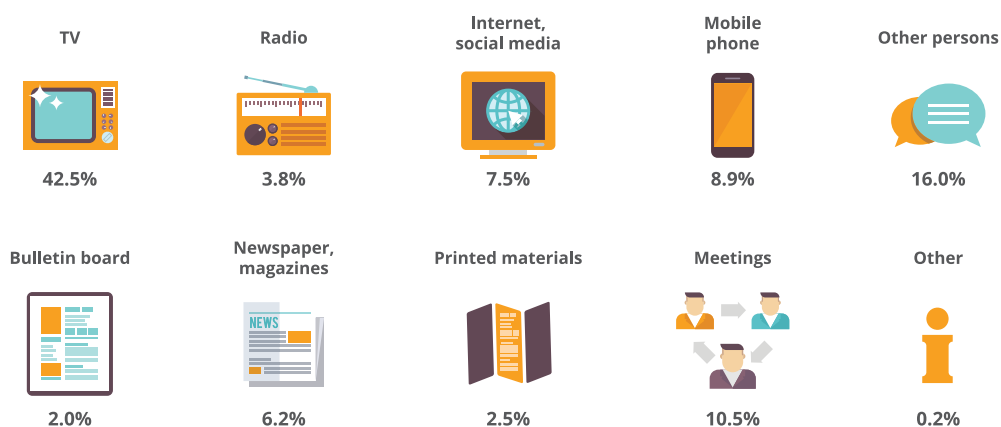 TV
Radio
Internet,
social media
Mobile
phone
Other persons
42.5%
3.8%
7.5%
8.9%
16.0%
Bulletin board
Newspaper,
magazines
Printed materials
Meetings
Other
NEWS
2.0%
6.2%
2.5%
10.5%
0.2%